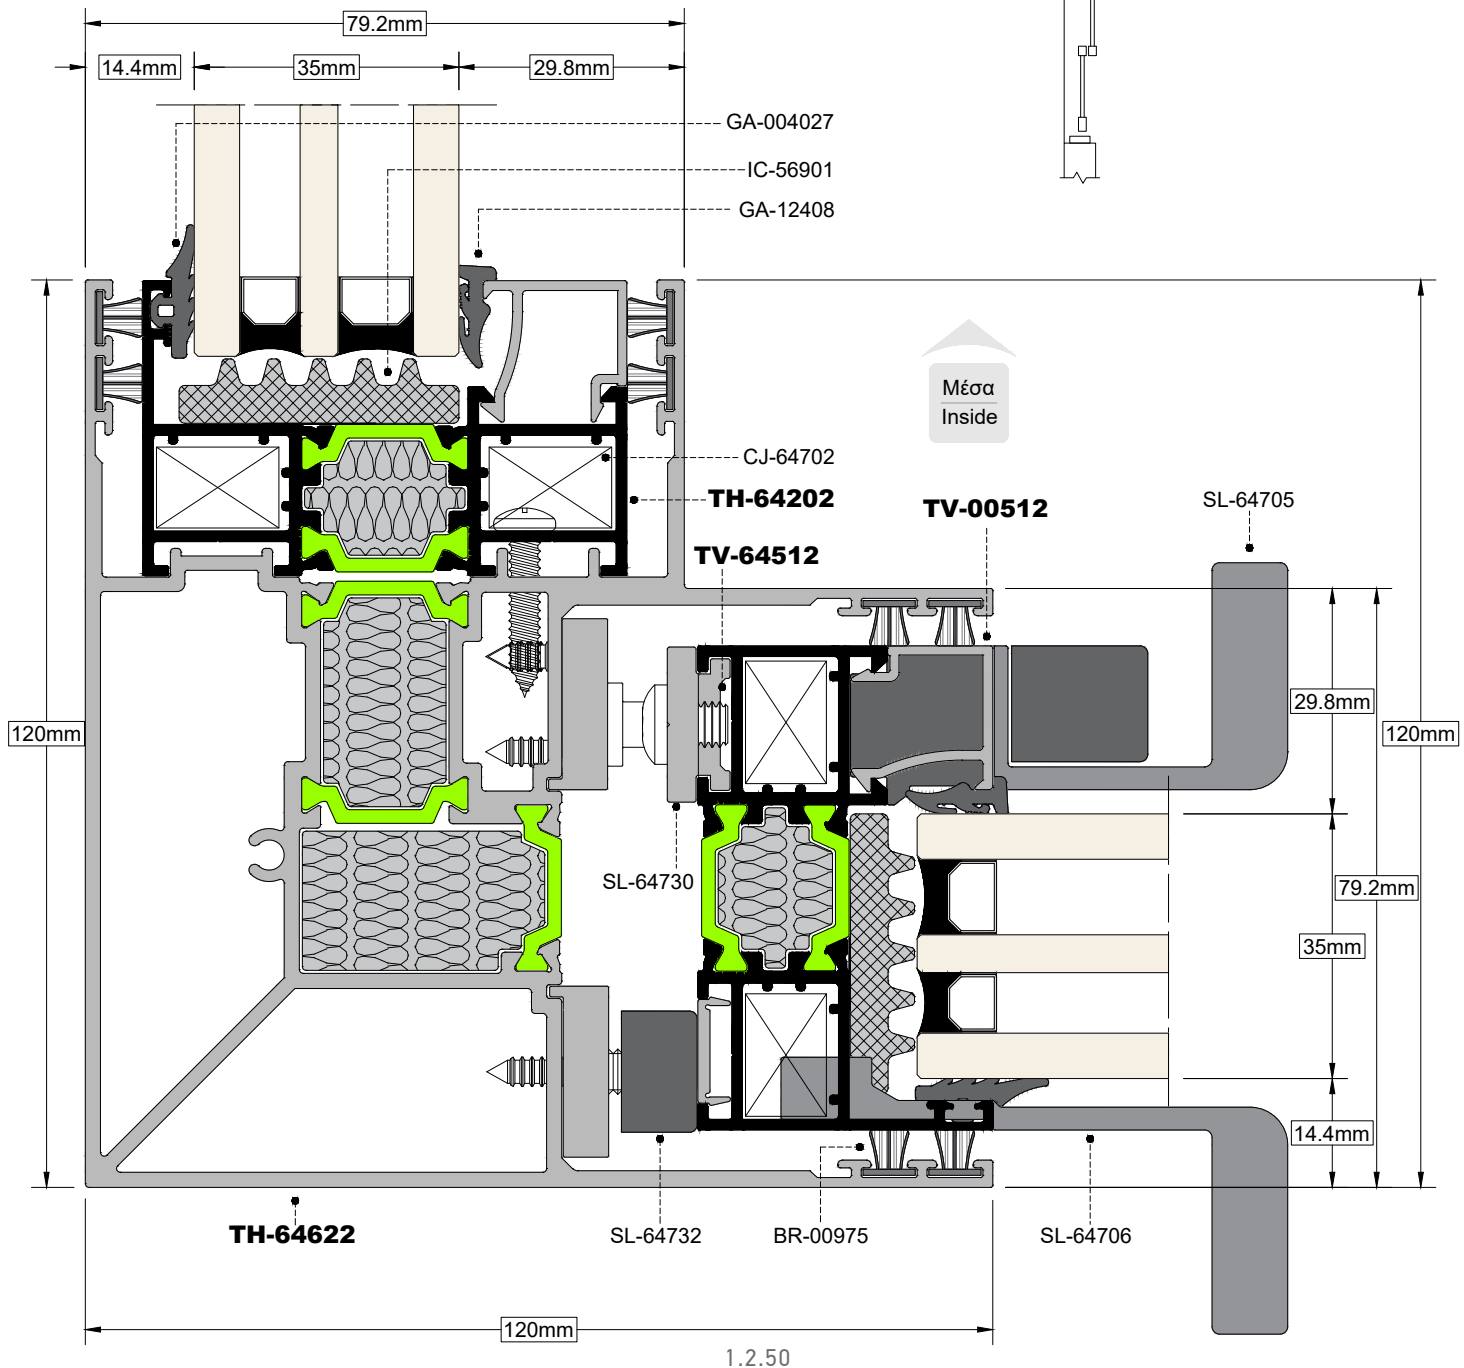 79.2mm
14.4mm
35mm
29.8mm
GA-004027
IC-56901
GA-12408
Μέσα
Inside
CJ-64702
TH-64202
TV-00512
SL-64705
TV-64512
29.8mm
120mm
120mm
SL-64730
79.2mm
35mm
14.4mm
TH-64622
SL-64732
BR-00975
SL-64706
120mm
1.2.50